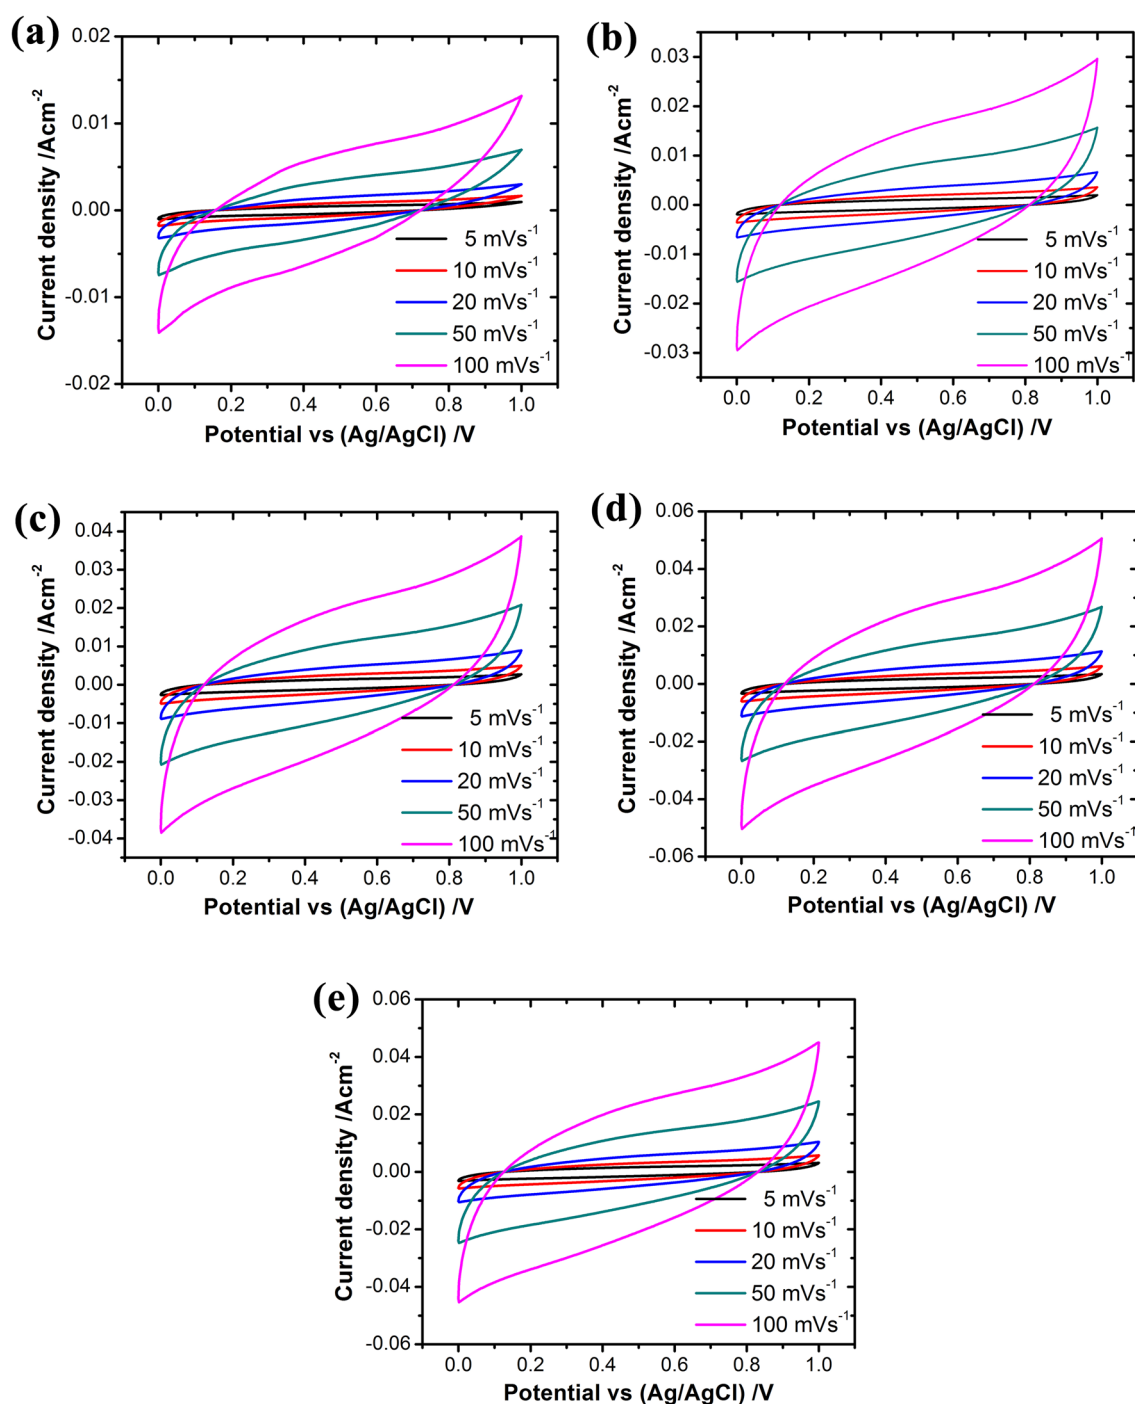 (a)
0.02
0.01
0.00
-0.01
-0.02
Current density /Acm⁻²
5 mVs⁻¹
10 mVs⁻¹
20 mVs⁻¹
50 mVs⁻¹
100 mVs⁻¹
0.0 0.2 0.4 0.6 0.8 1.0
Potential vs (Ag/AgCl) /V
(b)
0.03
0.02
0.01
0.00
-0.01
-0.02
-0.03
Current density /Acm⁻²
5 mVs⁻¹
10 mVs⁻¹
20 mVs⁻¹
50 mVs⁻¹
100 mVs⁻¹
0.0 0.2 0.4 0.6 0.8 1.0
Potential vs (Ag/AgCl) /V
(c)
0.04
0.03
0.02
0.01
0.00
-0.01
-0.02
-0.03
-0.04
Current density /Acm⁻²
5 mVs⁻¹
10 mVs⁻¹
20 mVs⁻¹
50 mVs⁻¹
100 mVs⁻¹
0.0 0.2 0.4 0.6 0.8 1.0
Potential vs (Ag/AgCl) /V
(d)
0.06
0.04
0.02
0.00
-0.02
-0.04
-0.06
Current density /Acm⁻²
5 mVs⁻¹
10 mVs⁻¹
20 mVs⁻¹
50 mVs⁻¹
100 mVs⁻¹
0.0 0.2 0.4 0.6 0.8 1.0
Potential vs (Ag/AgCl) /V
(e)
0.06
0.04
0.02
0.00
-0.02
-0.04
-0.06
Current density /Acm⁻²
5 mVs⁻¹
10 mVs⁻¹
20 mVs⁻¹
50 mVs⁻¹
100 mVs⁻¹
0.0 0.2 0.4 0.6 0.8 1.0
Potential vs (Ag/AgCl) /V